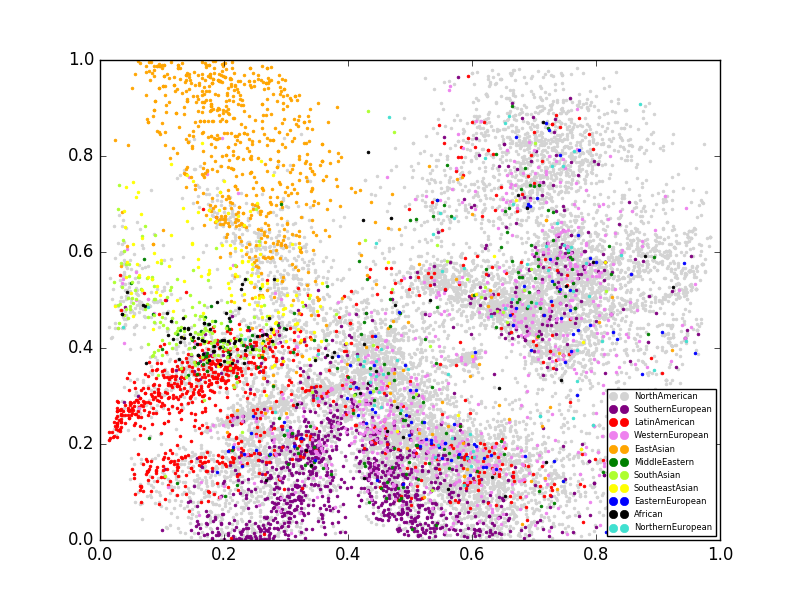 1.0
0.8
0.6
0.4
0.2
0.0
0.0 0.2 0.4 0.6 0.8 1.0
NorthAmerican
SouthernEuropean
LatinAmerican
WesternEuropean
EastAsian
MiddleEastern
SouthAsian
SoutheastAsian
EasternEuropean
African
NorthernEuropean